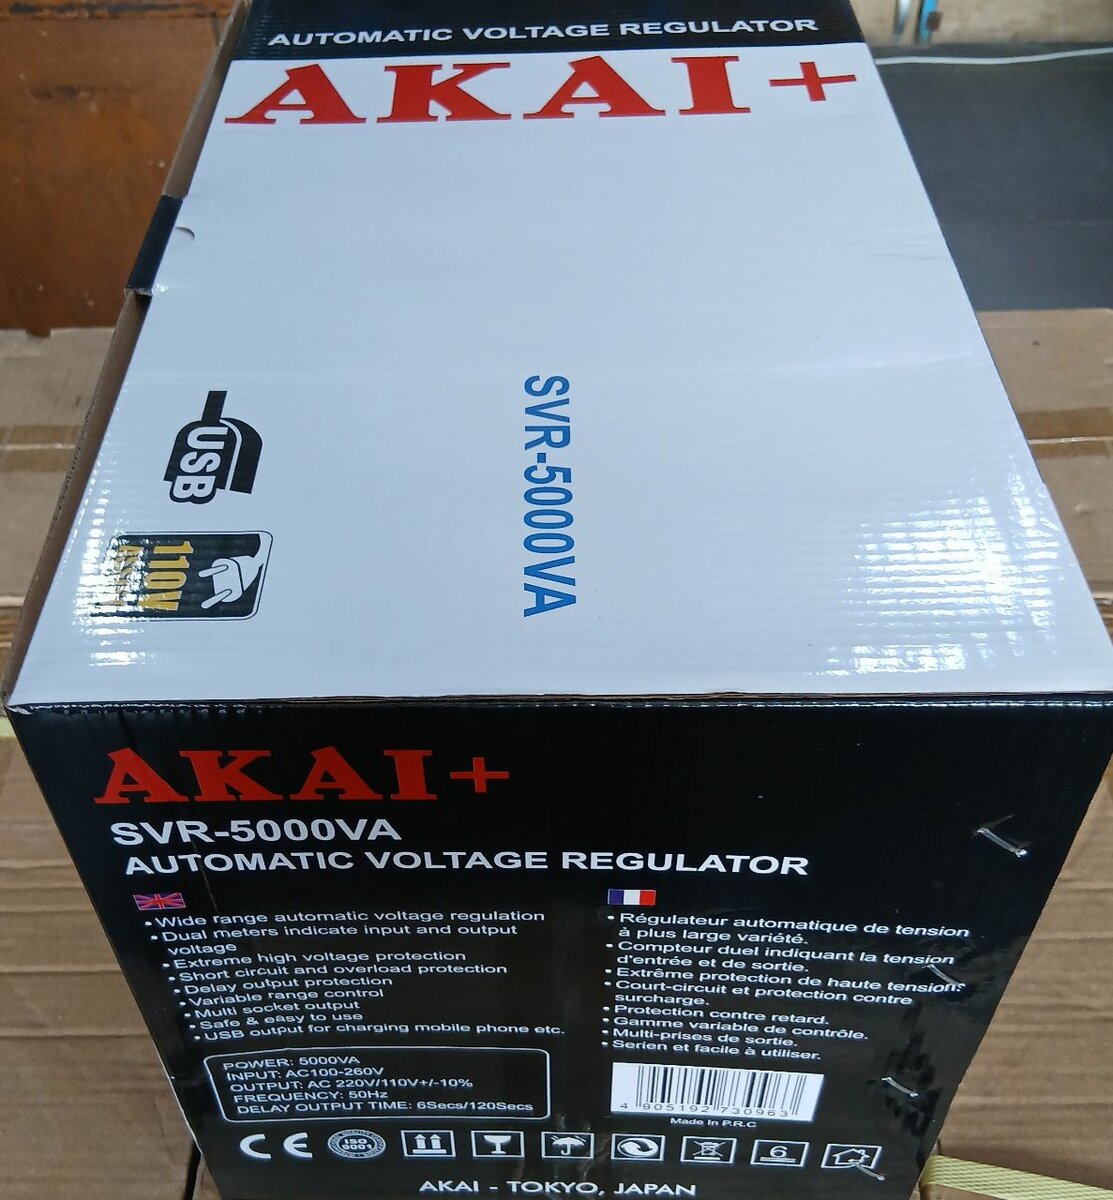 AUTOMATIC VOLTAGE REGULATOR
AKAI+
SVR-5000VA
USB
110V
AKAI+
SVR-5000VA
AUTOMATIC VOLTAGE REGULATOR
• Wide range automatic voltage regulation
• Dual meters indicate input and output
voltage
• Extreme high voltage protection
• Short circuit and overload protection
• Delay output protection
• Variable range control
• Multi socket output
• Safe & easy to use
• USB output for charging mobile phone etc.
• Régulateur automatique de tension
à plus large variété.
• Compteur duel indiquant la tension
d'entrée et de sortie.
• Extrême protection de haute tension
• Court-circuit et protection contre
surcharge.
• Protection contre retard.
• Gamme variable de contrôle.
• Multi-prises de sortie.
• Serien et facile à utiliser.
POWER: 5000VA
INPUT: AC100-260V
OUTPUT: AC 220V/110V+/-10%
FREQUENCY: 50Hz
DELAY OUTPUT TIME: 6Secs/120Secs
4 905192 730963
Made In P.R.C
CE
ISO
9001
6
AKAI - TOKYO, JAPAN